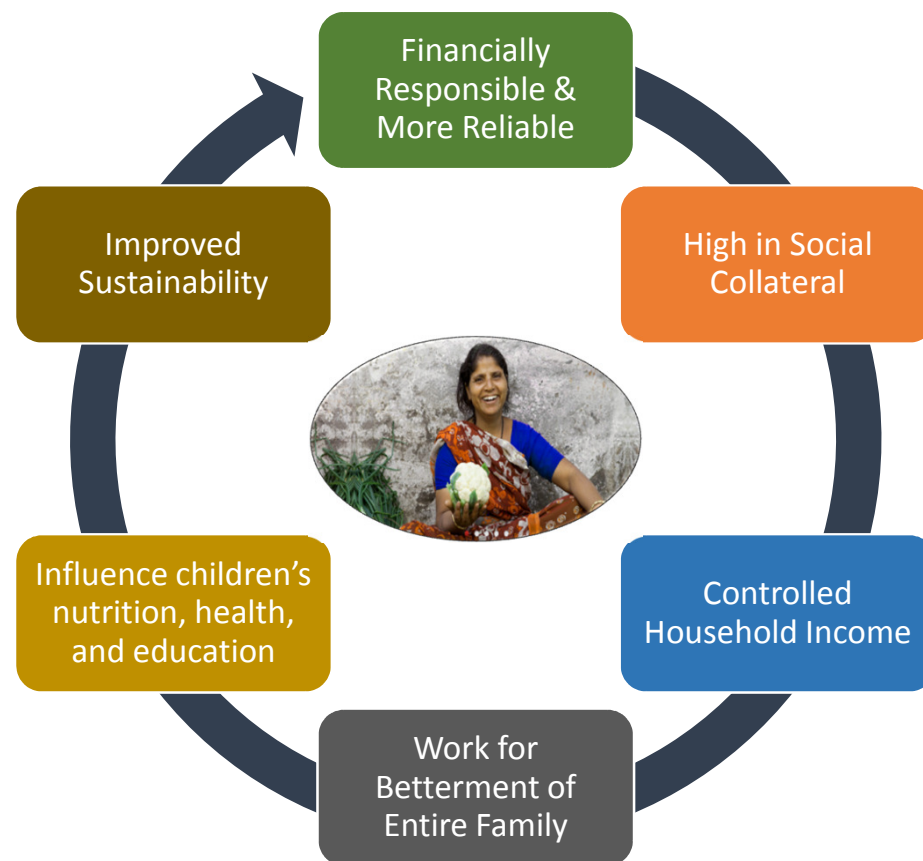 Financially
Responsible &
More Reliable
High in Social
Collateral
Controlled
Household Income
Work for
Betterment of
Entire Family
Influence children’s
nutrition, health,
and education
Improved
Sustainability